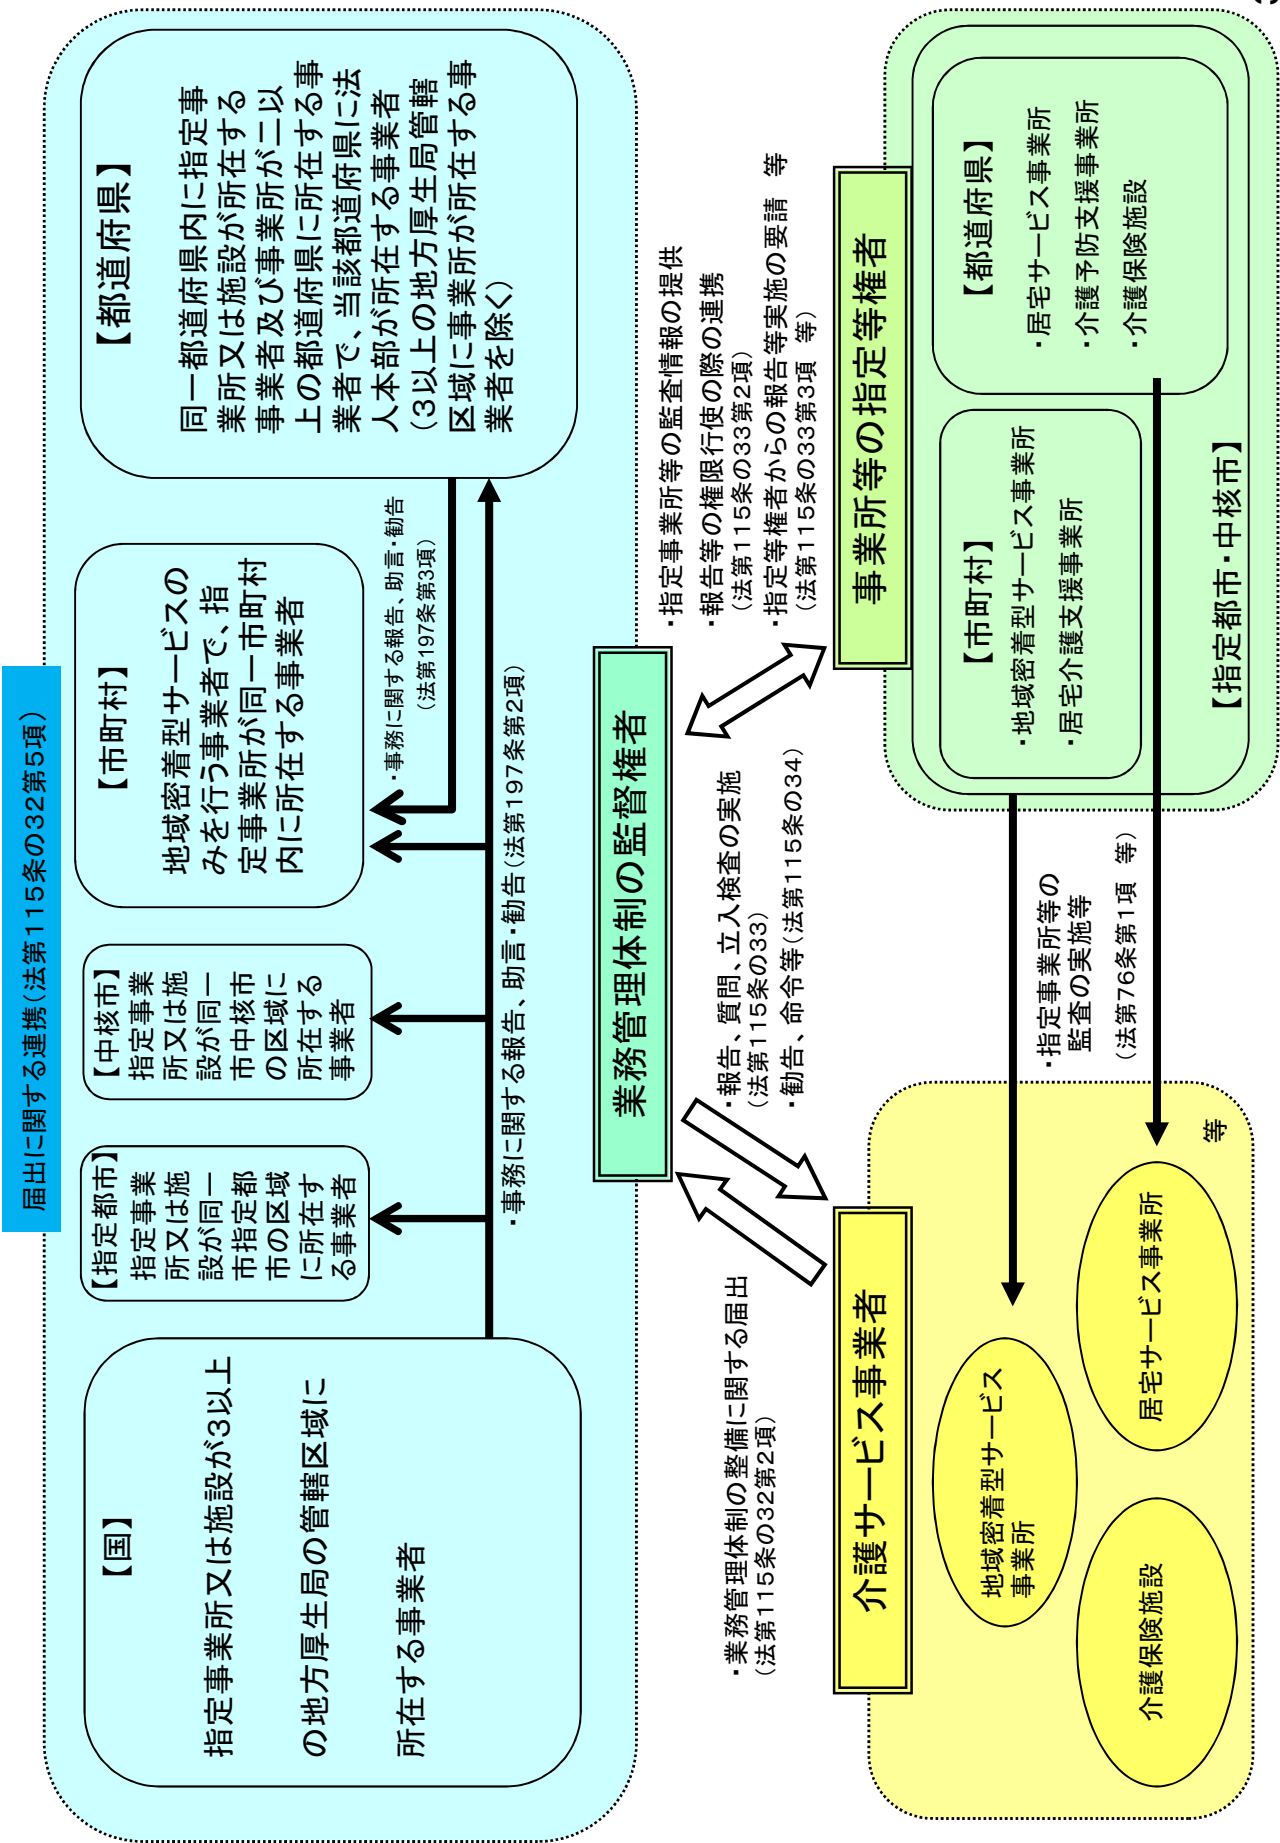 届出に関する連携(法第115条の32第5項)
【国】
指定事業所又は施設が3以上
の地方厚生局の管轄区域に
所在する事業者
【指定都市】
指定事業
所又は施
設が同一
市指定都
市の区域
に所在す
る事業者
【中核市】
指定事業
所又は施
設が同一
市中核市
の区域に
所在する
事業者
【市町村】
地域密着型サービスの
みを行う事業者で、指
定事業所が同一市町村
内に所在する事業者
【都道府県】
同一都道府県内に指定事
業所又は施設が所在する
事業者及び事業所が二以
上の都道府県に所在する事
業者で、当該都道府県に法
人本部が所在する事業者
(3以上の地方厚生局管轄
区域に事業所が所在する事
業者を除く)
・事務に関する報告、助言・勧告
(法第197条第3項)
・事務に関する報告、助言・勧告(法第197条第2項)
業務管理体制の監督権者
・業務管理体制の整備に関する届出
(法第115条の32第2項)
・報告、質問、立入検査の実施
(法第115条の33)
・勧告、命令等(法第115条の34)
・指定事業所等の監査情報の提供
・報告等の権限行使の際の連携
(法第115条の33第2項)
・指定等権者からの報告等実施の要請 等
(法第115条の33第3項 等)
介護サービス事業者
地域密着型サービス
事業所
介護保険施設
居宅サービス事業所
等
・指定事業所等の
監査の実施等
(法第76条第1項 等)
事業所等の指定等権者
【市町村】
・地域密着型サービス事業所
・居宅介護支援事業所
【都道府県】
・居宅サービス事業所
・介護予防支援事業所
・介護保険施設
【指定都市・中核市】